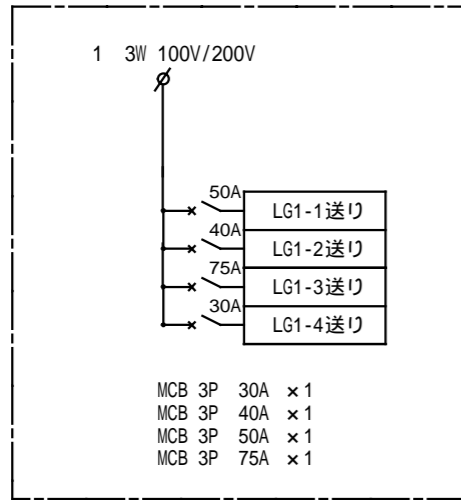 1 3W 100V/200V
50A
LG1-1送り
40A
LG1-2送り
75A
LG1-3送り
30A
LG1-4送り
MCB 3P 30A ×1
MCB 3P 40A ×1
MCB 3P 50A ×1
MCB 3P 75A ×1